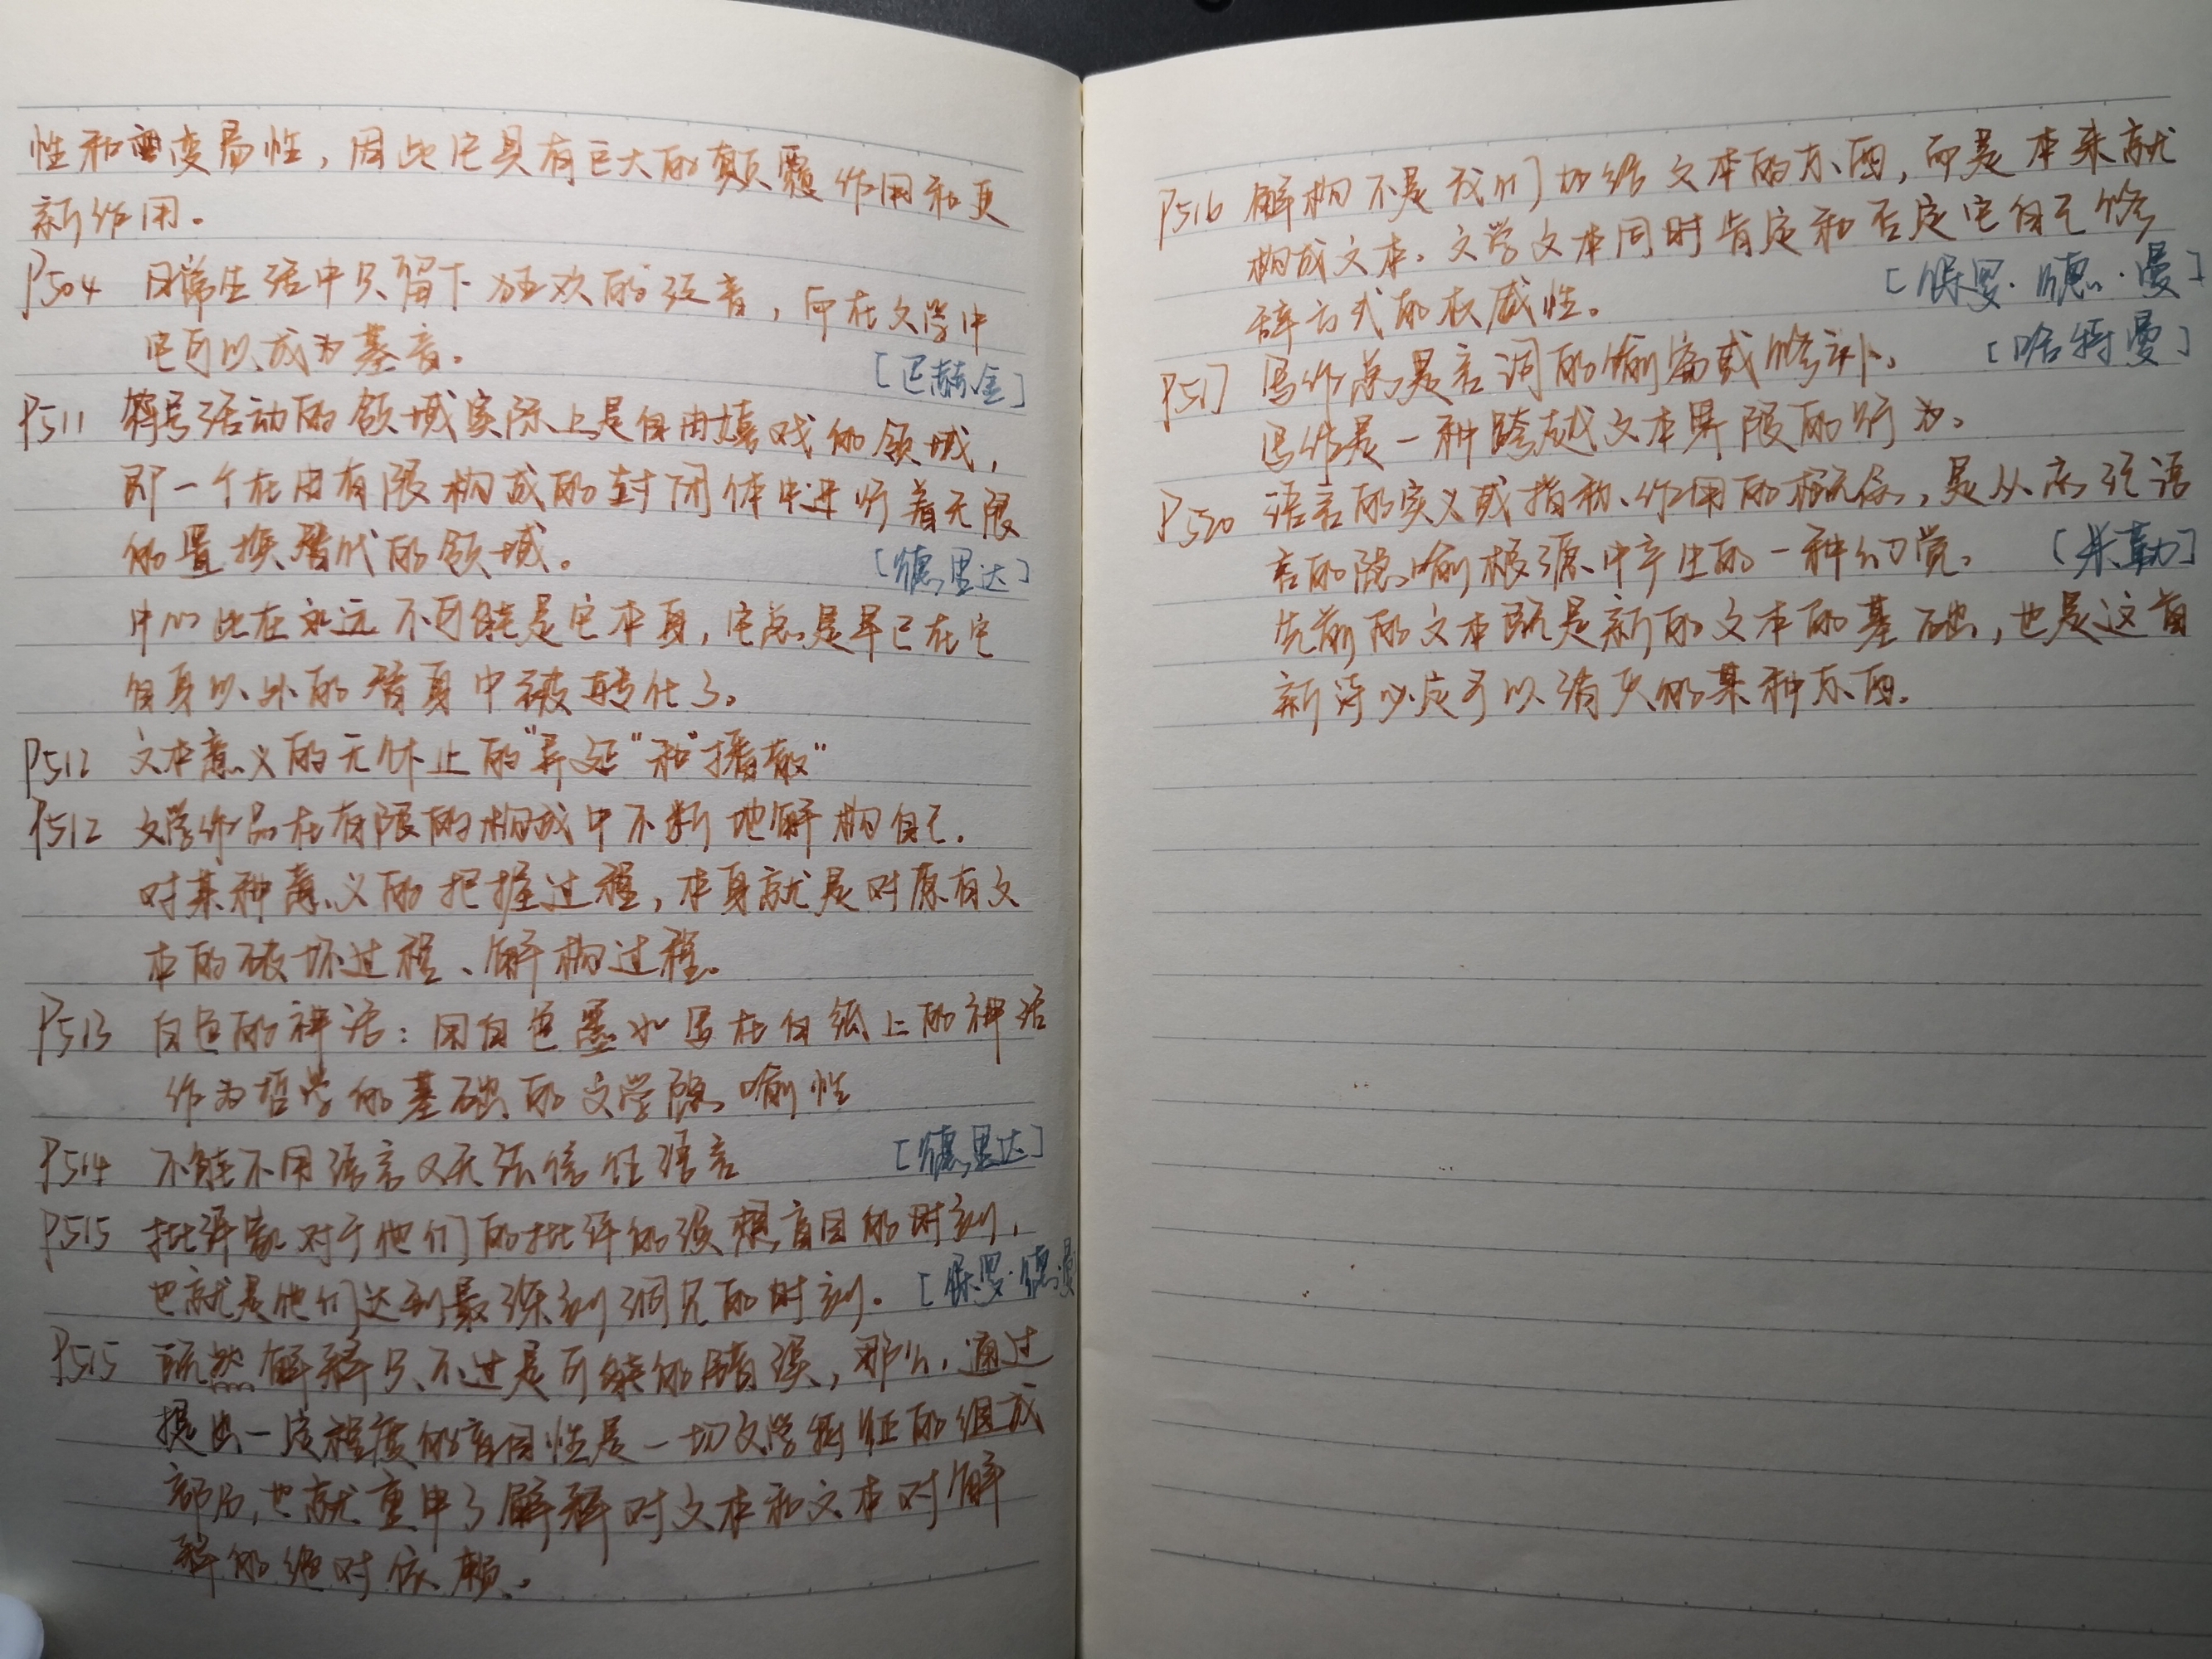 性和变易性，因此它具有巨大的颠覆作用和更
新作用。
P504 日常生活中只留下狂欢的泛音，而在文学中
它可以成为基音。
[巴赫金]
P511 符号活动的领域实际上是自由嬉戏的领域，
即一个在由有限构成的封闭体中进行着无限
的置换替代的领域。
[德里达]
中心此在永远不可能是它本身，它总是早已在它
自身以外的替身中被转化了。
P512 文本意义的无休止的"异延"和"播散"
P512 文学作品在有限的构成中不断地解构自己。
对某种意义的把握过程，本身就是对原有文
本的破坏过程、解构过程。
P513 白色的神话：用白色墨水写在白纸上的神话
作为哲学的基础的文学隐喻性
P514 不能不用语言又无法信任语言
[德里达]
P515 批评家对于他们的批评的设想盲目的时刻，
也就是他们达到最深刻洞见的时刻。
[保罗·德·曼]
P515 既然解释只不过是可能的错误，那么，通过
提出一定程度的盲目性是一切文学特征的组成
部分，也就重申了解释对文本和文本对解
释的绝对依赖。
P516 解构不是我们加给文本的东西，而是本来就
构成文本。文学文本同时肯定和否定它自己修
辞方式的权威性。
[保罗·德·曼]
P517 写作总是言词的偷窃或修补。
[哈特曼]
写作是一种跨越文本界限的行为。
P520 语言的实义或指称作用的概念，是从忘记语
言的隐喻根源中产生的一种幻觉。
[米勒]
先前的文本既是新的文本的基础，也是这首
新诗必定予以消灭的某种东西。